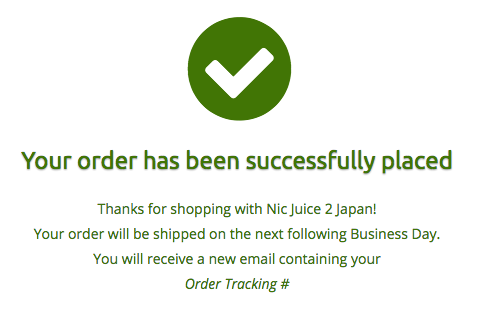 Your order has been successfully placed
Thanks for shopping with Nic Juice 2 Japan!
Your order will be shipped on the next following Business Day.
You will receive a new email containing your
Order Tracking #